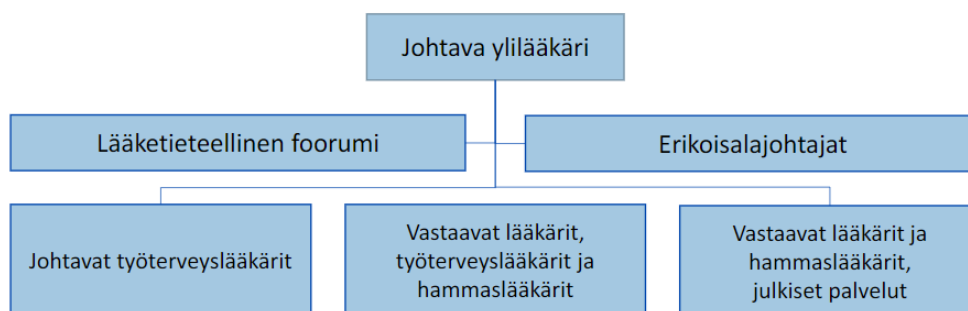 Johtava ylilääkäri
Lääketieteellinen foorumi
Erikoisalajohtajat
Johtavat työterveyslääkärit
Vastaavat lääkärit,
työterveyslääkärit ja
hammaslääkärit
Vastaavat lääkärit ja
hammaslääkärit,
julkiset palvelut